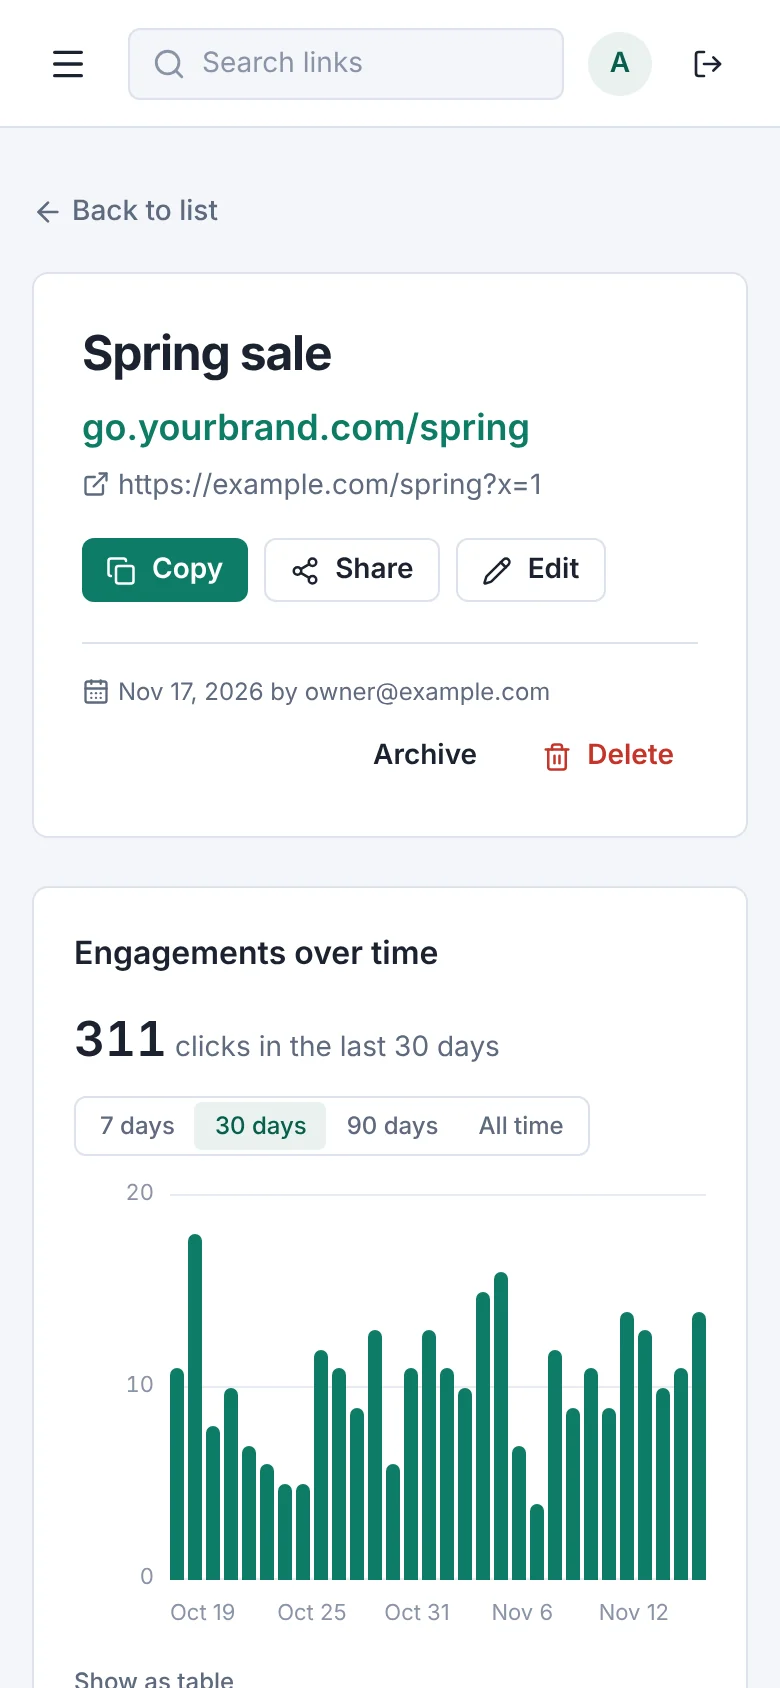 Search links
A
Back to list
Spring sale
go.yourbrand.com/spring
https://example.com/spring?x=1
Copy
Share
Edit
Nov 17, 2026 by owner@example.com
Archive
Delete
Engagements over time
311 clicks in the last 30 days
7 days
30 days
90 days
All time
20
10
0
Oct 19
Oct 25
Oct 31
Nov 6
Nov 12
Show as table